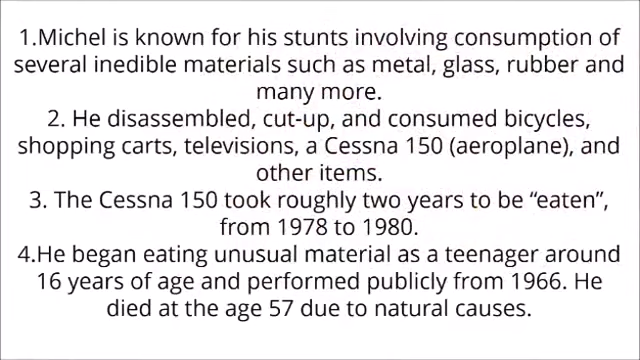 1.Michel is known for his stunts involving consumption of
several inedible materials such as metal, glass, rubber and
many more.
2. He disassembled, cut-up, and consumed bicycles,
shopping carts, televisions, a Cessna 150 (aeroplane), and
other items.
3. The Cessna 150 took roughly two years to be “eaten”,
from 1978 to 1980.
4.He began eating unusual material as a teenager around
16 years of age and performed publicly from 1966. He
died at the age 57 due to natural causes.